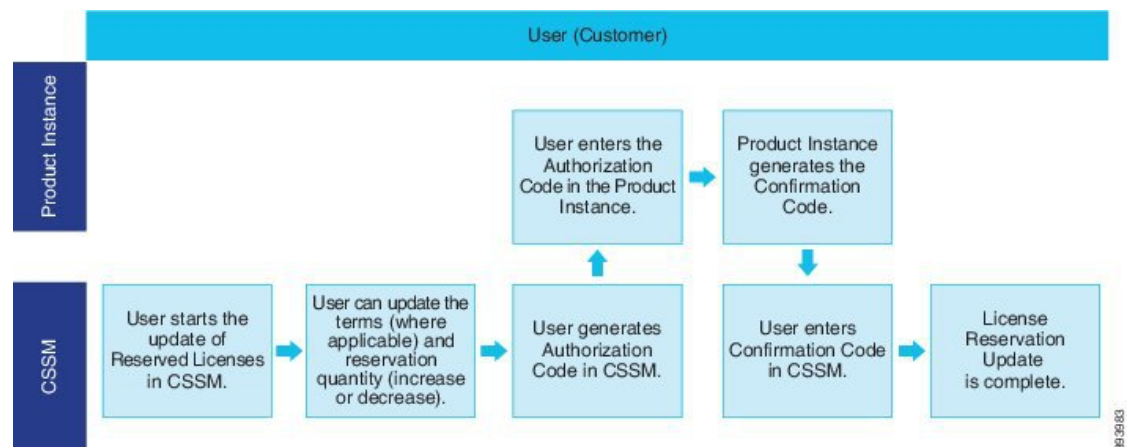 User (Customer)
Product Instance
User enters the
Authorization
Code in the Product
Instance.
Product Instance
generates the
Confirmation
Code.
CSSM
User starts the
update of
Reserved Licenses
in CSSM.
User can update the
terms (where
applicable) and
reservation
quantity (increase
or decrease).
User generates
Authorization
Code in CSSM.
User enters
Confirmation Code
in CSSM.
License
Reservation
Update
is complete.